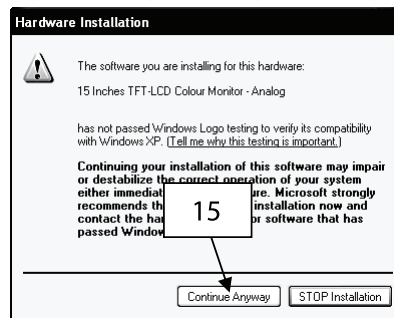 Hardware Installation
The software you are installing for this hardware:
15 Inches TFT-LCD Colour Monitor - Analog
has not passed Windows Logo testing to verify its compatibility
with Windows XP. (Tell me why this testing is important.)
Continuing your installation of this software may impair
or destabilize the correct operation of your system
either immediat ure. Microsoft strongly
recommends th installation now and
contact the ha or software that has
passed Window
15
Continue Anyway STOP Installation